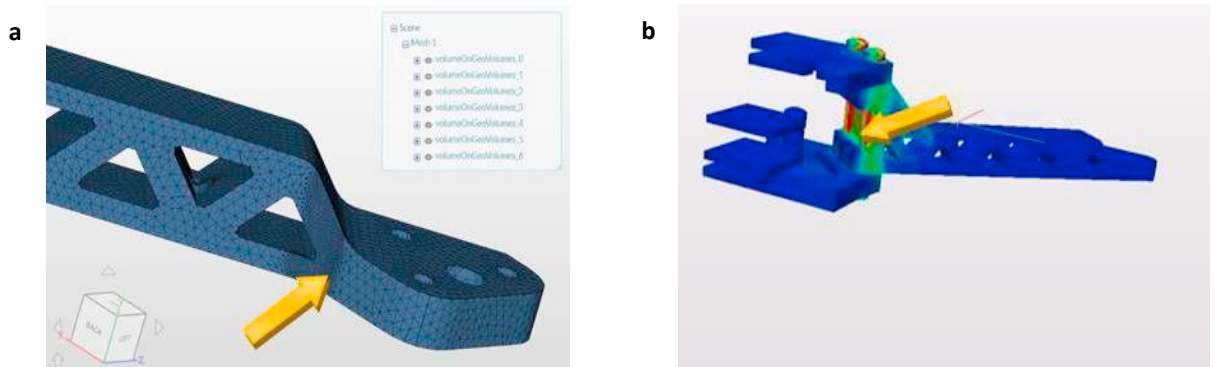 a
b
Scene
Mesh 1
volumeOnGeoVolumes_0
volumeOnGeoVolumes_1
volumeOnGeoVolumes_2
volumeOnGeoVolumes_3
volumeOnGeoVolumes_4
volumeOnGeoVolumes_5
volumeOnGeoVolumes_6
BACK
Z